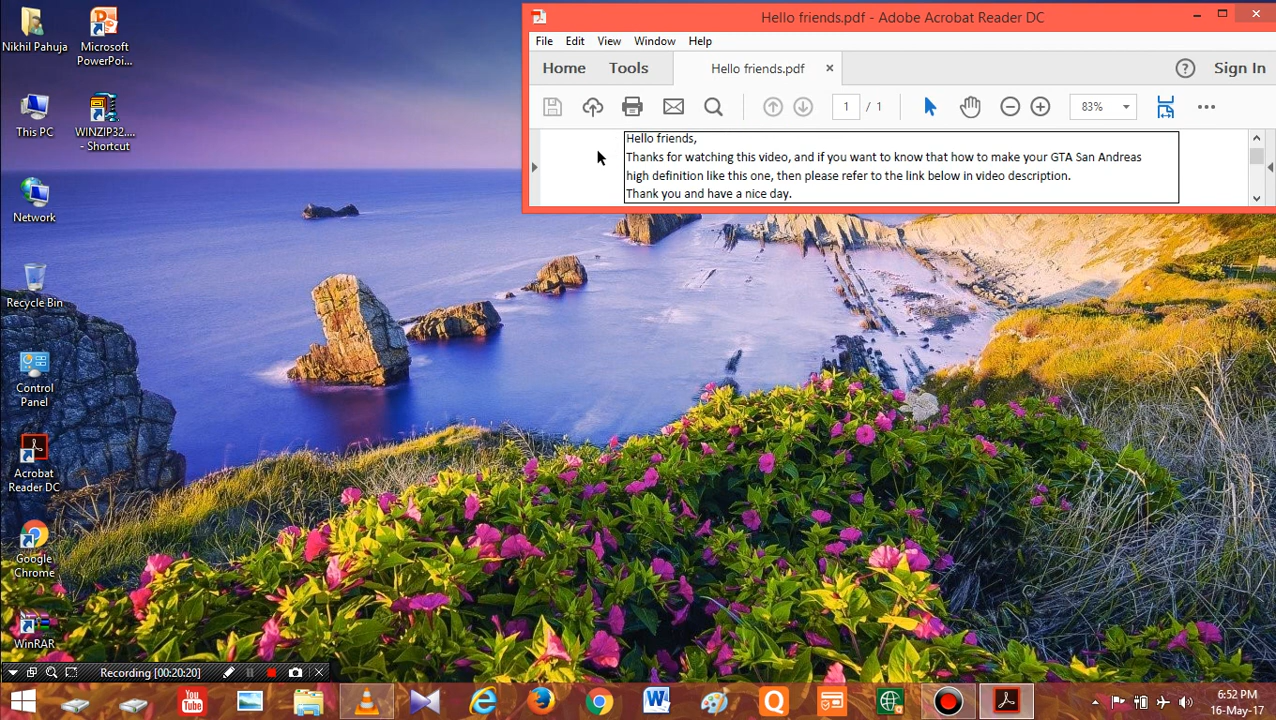 Hello friends.pdf - Adobe Acrobat Reader DC
File Edit View Window Help
Home Tools Hello friends.pdf Sign In
1 / 1 83%
Hello friends,
Thanks for watching this video, and if you want to know that how to make your GTA San Andreas
high definition like this one, then please refer to the link below in video description.
Thank you and have a nice day.
Nikhil Pahuja
Microsoft
PowerPoi...
This PC
WINZIP32....
- Shortcut
Network
Recycle Bin
Control
Panel
Acrobat
Reader DC
Google
Chrome
WinRAR
Recording [00:20:20]
You
Tube
6:52 PM
16-May-17